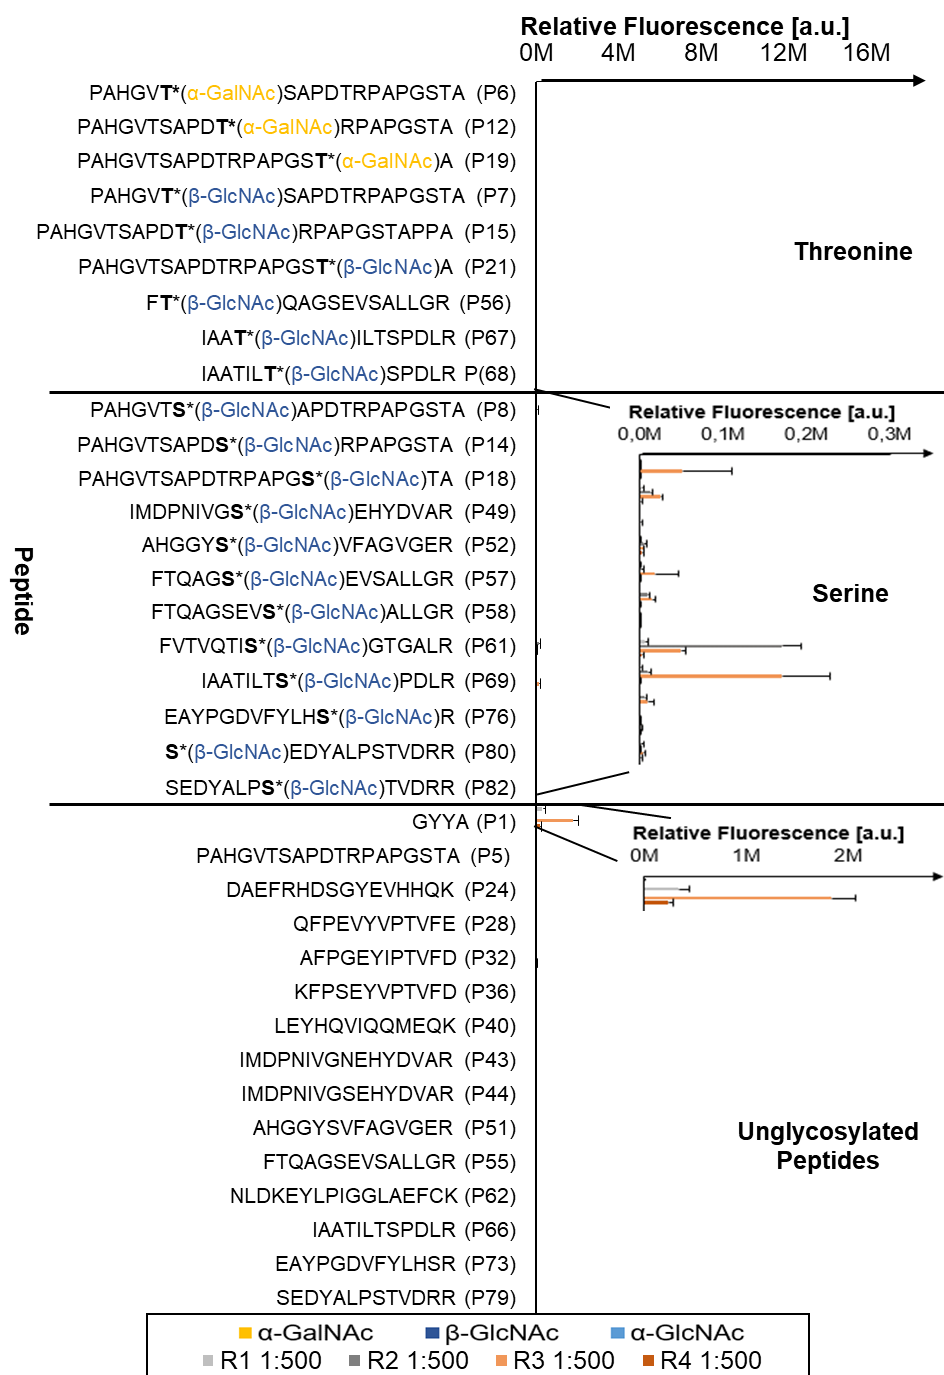 Relative Fluorescence [a.u.]
0M 4M 8M 12M 16M
PAHGVT*(α-GalNAc)SAPDTRPAPGSTA (P6)
PAHGVTSAPDT*(α-GalNAc)RPAPGSTA (P12)
PAHGVTSAPDTRPAPGST*(α-GalNAc)A (P19)
PAHGVT*(β-GlcNAc)SAPDTRPAPGSTA (P7)
PAHGVTSAPDT*(β-GlcNAc)RPAPGSTAPPA (P15)
PAHGVTSAPDTRPAPGST*(β-GlcNAc)A (P21)
FT*(β-GlcNAc)QAGSEVSALLGR (P56)
IAAT*(β-GlcNAc)ILTSPDLR (P67)
IAATILT*(β-GlcNAc)SPDLR P(68)
Threonine
PAHGVTS*(β-GlcNAc)APDTRPAPGSTA (P8)
PAHGVTSAPDS*(β-GlcNAc)RPAPGSTA (P14)
PAHGVTSAPDTRPAPGS*(β-GlcNAc)TA (P18)
IMDPNIVGS*(β-GlcNAc)EHYDVAR (P49)
AHGGYS*(β-GlcNAc)VFAGVGER (P52)
FTQAGS*(β-GlcNAc)EVSALLGR (P57)
FTQAGSEVS*(β-GlcNAc)ALLGR (P58)
FVTVQTIS*(β-GlcNAc)GTGALR (P61)
IAATILTS*(β-GlcNAc)PDLR (P69)
EAYPGDVFYLHS*(β-GlcNAc)R (P76)
S*(β-GlcNAc)EDYALPSTVDRR (P80)
SEDYALPS*(β-GlcNAc)TVDRR (P82)
Relative Fluorescence [a.u.]
0,0M 0,1M 0,2M 0,3M
Serine
Peptide
GYYA (P1)
PAHGVTSAPDTRPAPGSTA (P5)
DAEFRHDSGYEVHHQK (P24)
QFPEVYVPTVFE (P28)
AFPGEYIPTVFD (P32)
KFPSEYVPTVFD (P36)
LEYHQVIQQMEQK (P40)
IMDPNIVGNEHYDVAR (P43)
IMDPNIVGSEHYDVAR (P44)
AHGGYSVFAGVGER (P51)
FTQAGSEVSALLGR (P55)
NLDKEYLPIGGLAEFCK (P62)
IAATILTSPDLR (P66)
EAYPGDVFYLHSR (P73)
SEDYALPSTVDRR (P79)
Relative Fluorescence [a.u.]
0M 1M 2M
Unglycosylated
Peptides
α-GalNAc β-GlcNAc α-GlcNAc
R1 1:500 R2 1:500 R3 1:500 R4 1:500